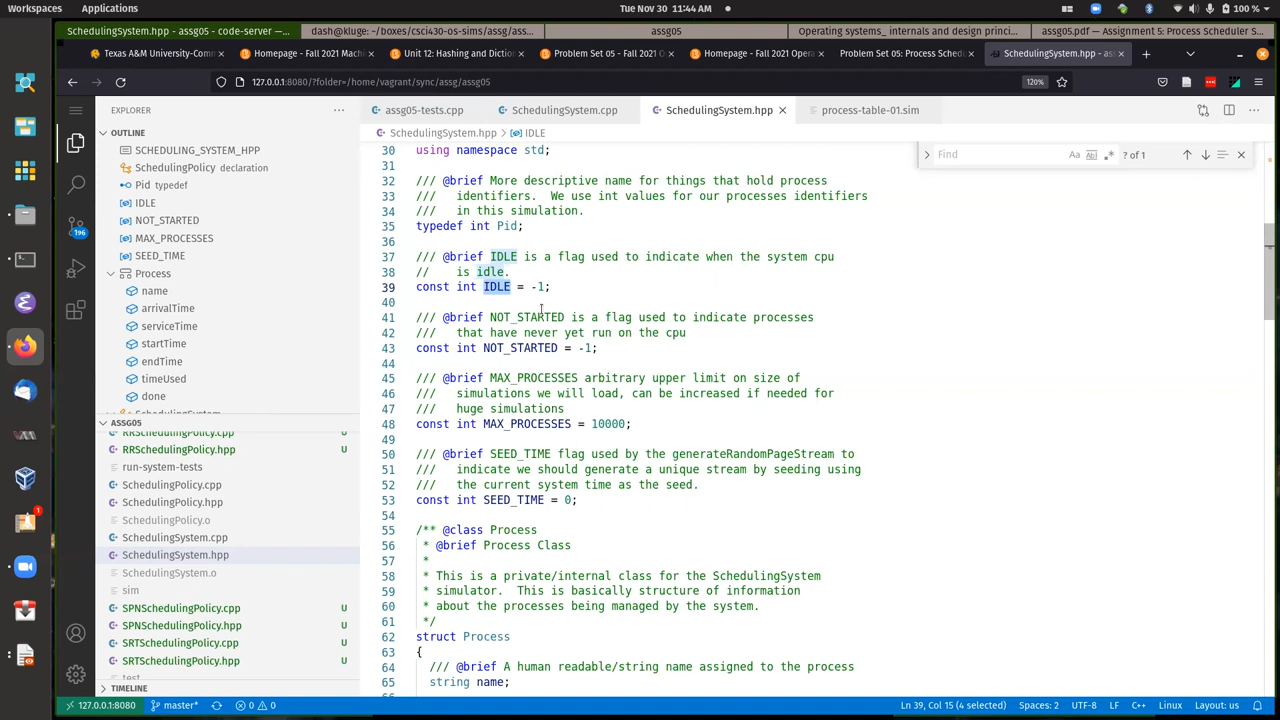 Workspaces Applications Tue Nov 30 11:44 AM 100 %
SchedulingSystem.hpp - assg05 - code-server —... dash@kluge: ~/boxes/csci430-os-sims/assg/assg... assg05 Operating systems_ internals and design princi... assg05.pdf — Assignment 5: Process Scheduler S...
Texas A&M University-Comm Homepage - Fall 2021 Machi Unit 12: Hashing and Dictio Problem Set 05 - Fall 2021 O Homepage - Fall 2021 Opera Problem Set 05: Process Schedu SchedulingSystem.hpp - ass
127.0.0.1:8080/?folder=/home/vagrant/sync/assg/assg05 120%
EXPLORER
OUTLINE
SCHEDULING_SYSTEM_HPP
SchedulingPolicy declaration
Pid typedef
IDLE
NOT_STARTED
MAX_PROCESSES
SEED_TIME
Process
name
arrivalTime
serviceTime
startTime
endTime
timeUsed
done
SchedulingSystem
ASSG05
RRSchedulingPolicy.cpp U
RRSchedulingPolicy.hpp U
run-system-tests
SchedulingPolicy.cpp
SchedulingPolicy.hpp
SchedulingPolicy.o
SchedulingSystem.cpp
SchedulingSystem.hpp
SchedulingSystem.o
sim
SPNSchedulingPolicy.cpp U
SPNSchedulingPolicy.hpp U
SRTSchedulingPolicy.cpp U
SRTSchedulingPolicy.hpp U
test
TIMELINE
196
1
assg05-tests.cpp SchedulingSystem.cpp SchedulingSystem.hpp process-table-01.sim
SchedulingSystem.hpp > IDLE
Find Aa ? of 1
30 using namespace std;
31
32 /// @brief More descriptive name for things that hold process
33 /// identifiers. We use int values for our processes identifiers
34 /// in this simulation.
35 typedef int Pid;
36
37 /// @brief IDLE is a flag used to indicate when the system cpu
38 // is idle.
39 const int IDLE = -1;
40
41 /// @brief NOT_STARTED is a flag used to indicate processes
42 /// that have never yet run on the cpu
43 const int NOT_STARTED = -1;
44
45 /// @brief MAX_PROCESSES arbitrary upper limit on size of
46 /// simulations we will load, can be increased if needed for
47 /// huge simulations
48 const int MAX_PROCESSES = 10000;
49
50 /// @brief SEED_TIME flag used by the generateRandomPageStream to
51 /// indicate we should generate a unique stream by seeding using
52 /// the current system time as the seed.
53 const int SEED_TIME = 0;
54
55 /** @class Process
56 * @brief Process Class
57 *
58 * This is a private/internal class for the SchedulingSystem
59 * simulator. This is basically structure of information
60 * about the processes being managed by the system.
61 */
62 struct Process
63 {
64 /// @brief A human readable/string name assigned to the process
65 string name;
127.0.0.1:8080 master* 0 0 Ln 39, Col 15 (4 selected) Spaces: 2 UTF-8 LF C++ Linux Layout: us